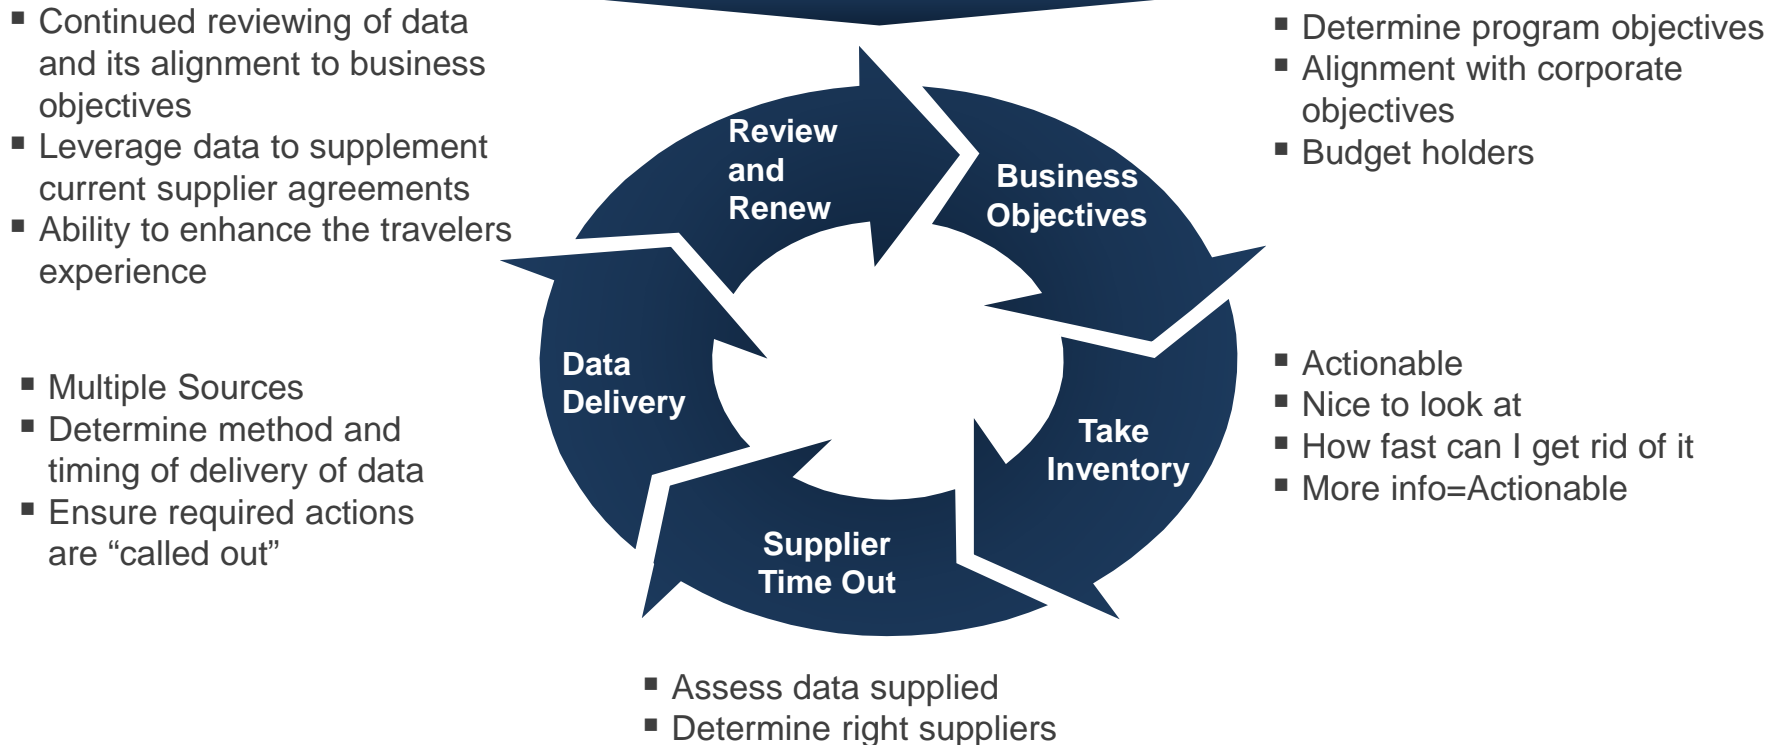 ▪ Continued reviewing of data
and its alignment to business
objectives
▪ Leverage data to supplement
current supplier agreements
▪ Ability to enhance the travelers
experience
Review
and
Renew
Business
Objectives
▪ Determine program objectives
▪ Alignment with corporate
objectives
▪ Budget holders
▪ Multiple Sources
▪ Determine method and
timing of delivery of data
▪ Ensure required actions
are “called out”
Data
Delivery
Take
Inventory
▪ Actionable
▪ Nice to look at
▪ How fast can I get rid of it
▪ More info=Actionable
Supplier
Time Out
▪ Assess data supplied
▪ Determine right suppliers